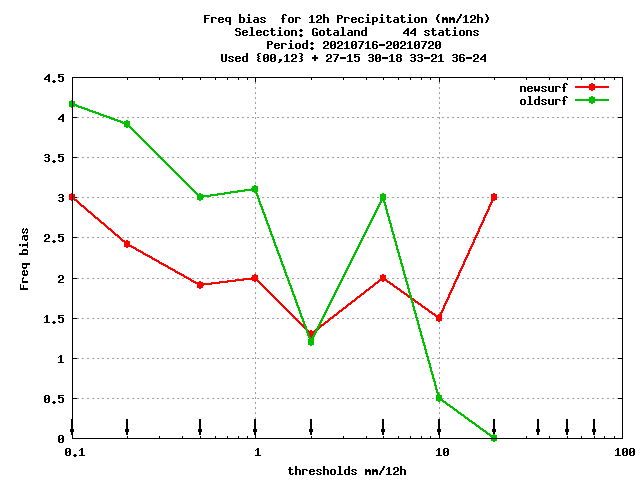 Freq bias  for 12h Precipitation (mm/12h)
Selection: Gotaland     44 stations
Period: 20210716-20210720
Used {00,12} + 27-15 30-18 33-21 36-24
newsurf
oldsurf
4.5
4
3.5
3
2.5
2
1.5
1
0.5
0
Freq bias
0.1 1 10 100
thresholds mm/12h